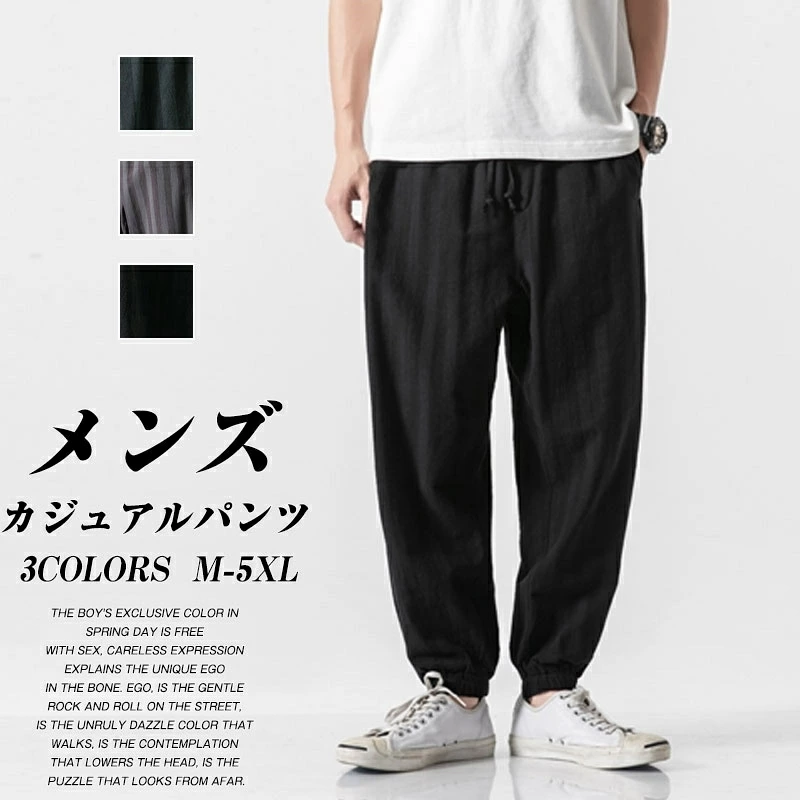 メンズ
カジュアルパンツ
3COLORS M-5XL
THE BOY'S EXCLUSIVE COLOR IN
SPRING DAY IS FREE
WITH SEX, CARELESS EXPRESSION
EXPLAINS THE UNIQUE EGO
IN THE BONE. EGO, IS THE GENTLE
ROCK AND ROLL ON THE STREET,
IS THE UNRULY DAZZLE COLOR THAT
WALKS, IS THE CONTEMPLATION
THAT LOWERS THE HEAD, IS THE
PUZZLE THAT LOOKS FROM AFAR.